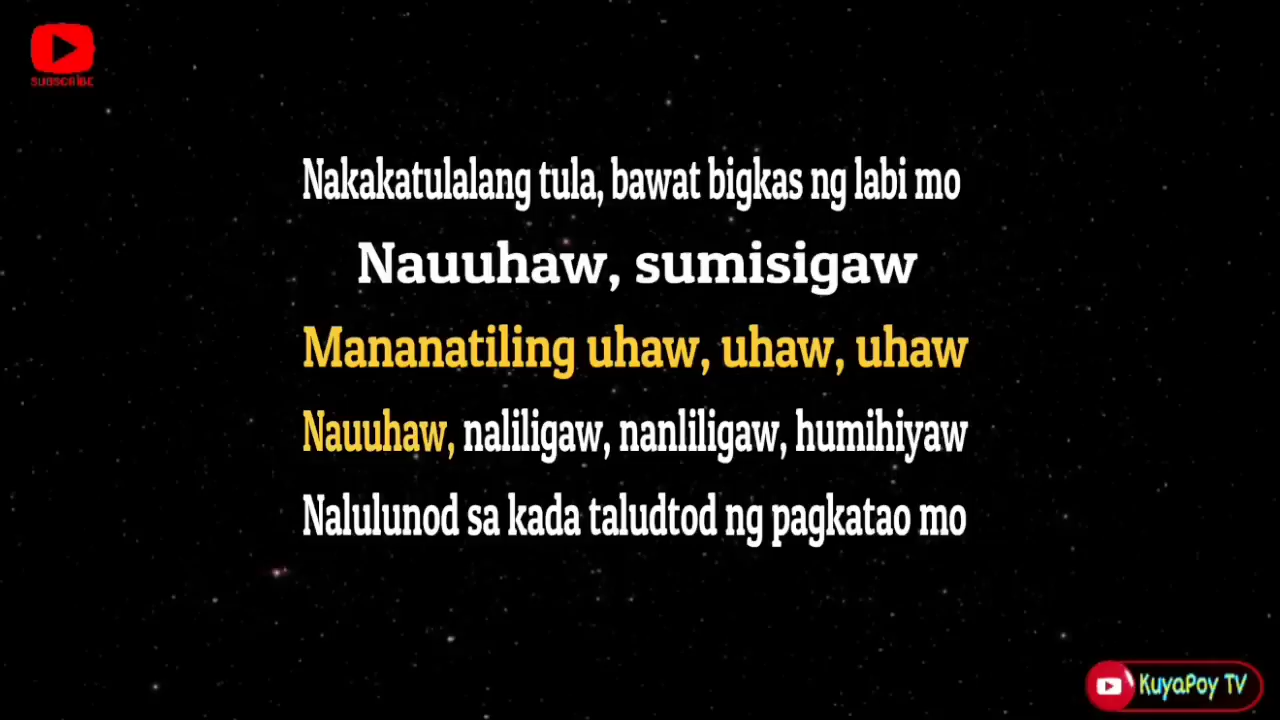 SUBSCRIBE
Nakakatulalang tula, bawat bigkas ng labi mo
Nauuhaw, sumisigaw
Mananatiling uhaw, uhaw, uhaw
Nauuhaw, naliligaw, nanliligaw, humihiyaw
Nalulunod sa kada taludtod ng pagkatao mo
KuyaPoy TV